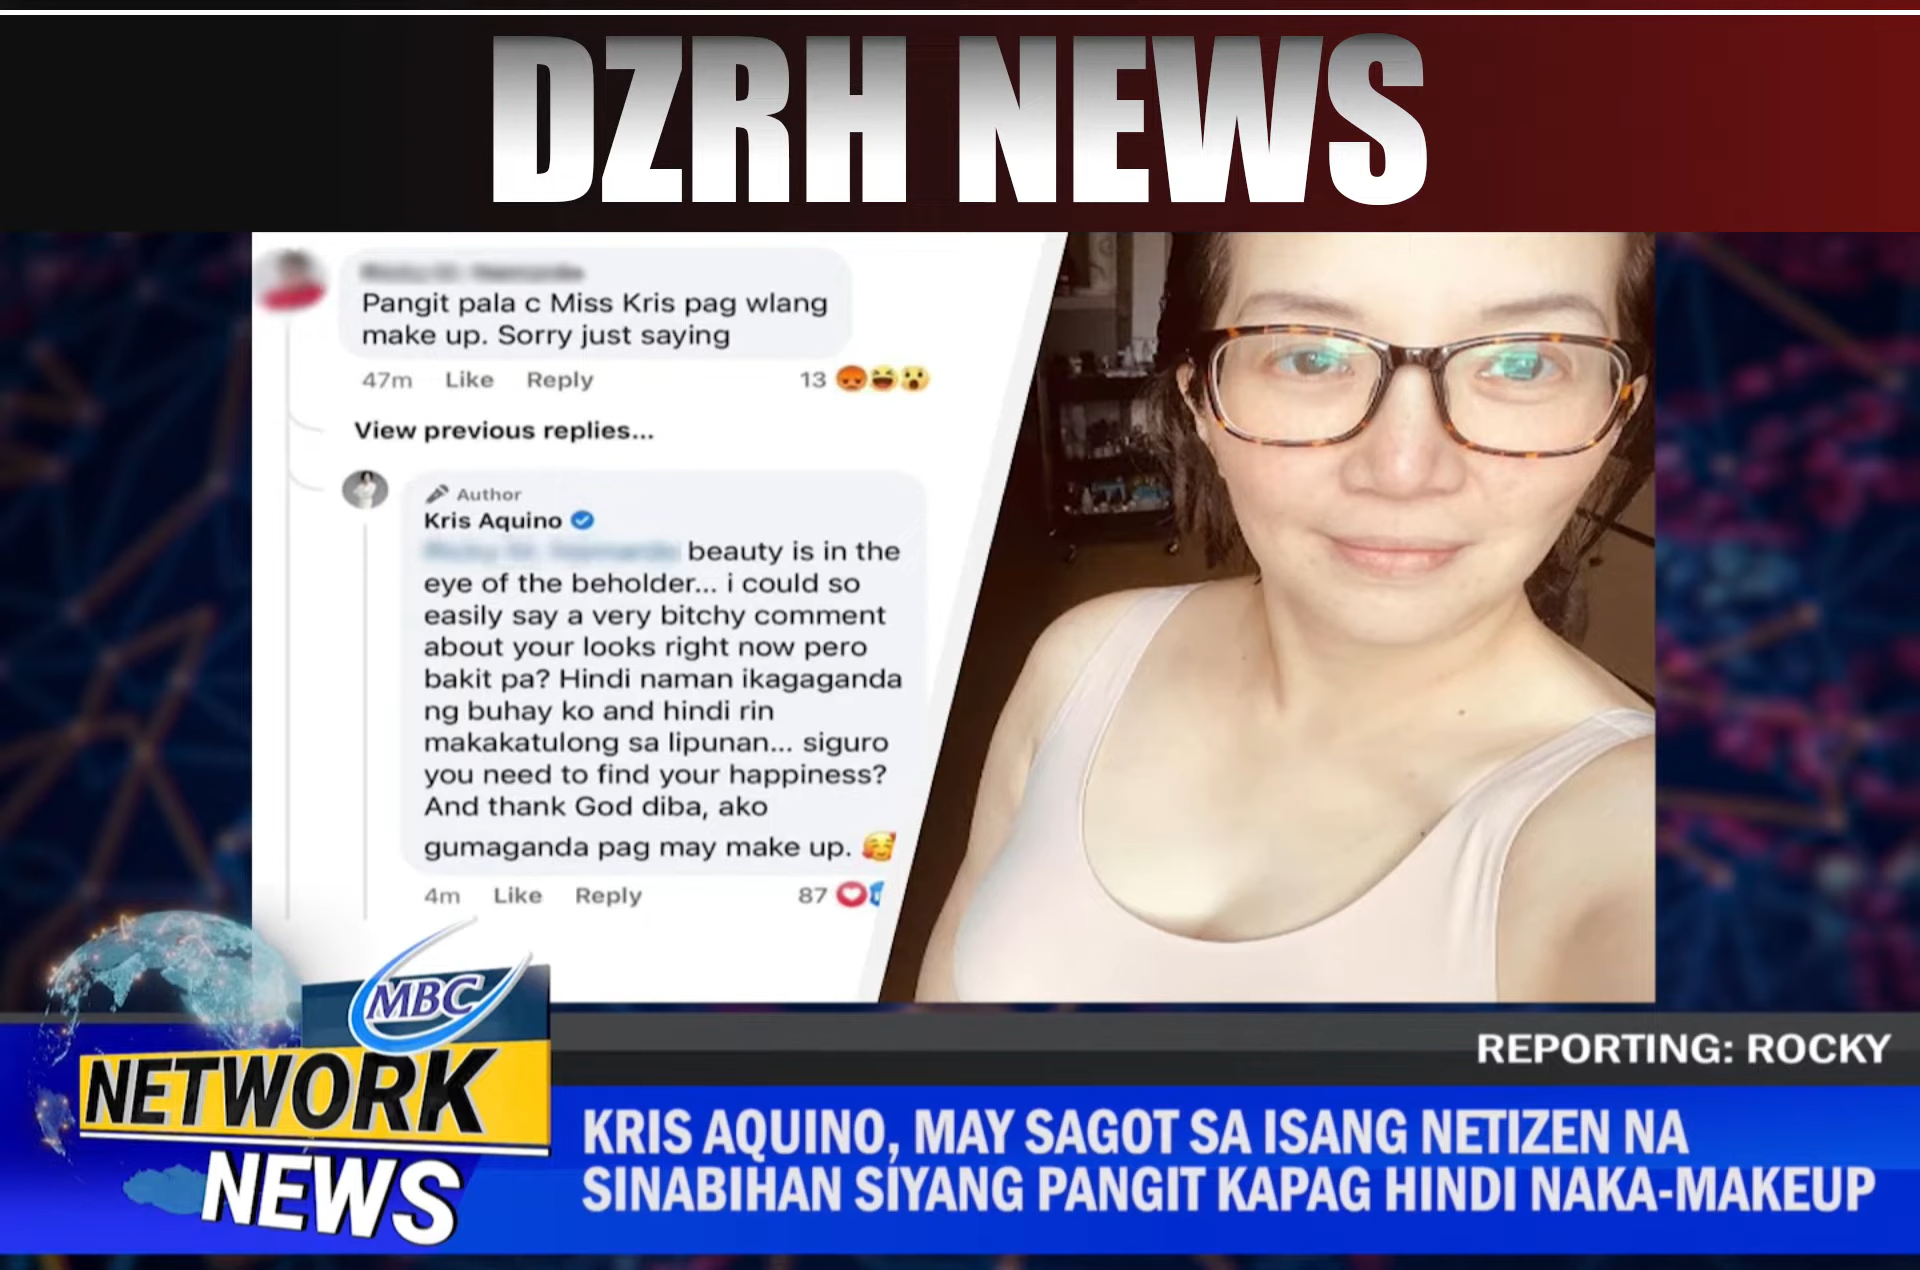 DZRH NEWS
Pangit pala c Miss Kris pag wlang
make up. Sorry just saying
47m Like Reply 13
View previous replies...
Author
Kris Aquino
beauty is in the
eye of the beholder... i could so
easily say a very bitchy comment
about your looks right now pero
bakit pa? Hindi naman ikagaganda
ng buhay ko and hindi rin
makakatulong sa lipunan... siguro
you need to find your happiness?
And thank God diba, ako
gumaganda pag may make up.
4m Like Reply 87
MBC
NETWORK
NEWS
REPORTING: ROCKY
KRIS AQUINO, MAY SAGOT SA ISANG NETIZEN NA
SINABIHAN SIYANG PANGIT KAPAG HINDI NAKA-MAKEUP